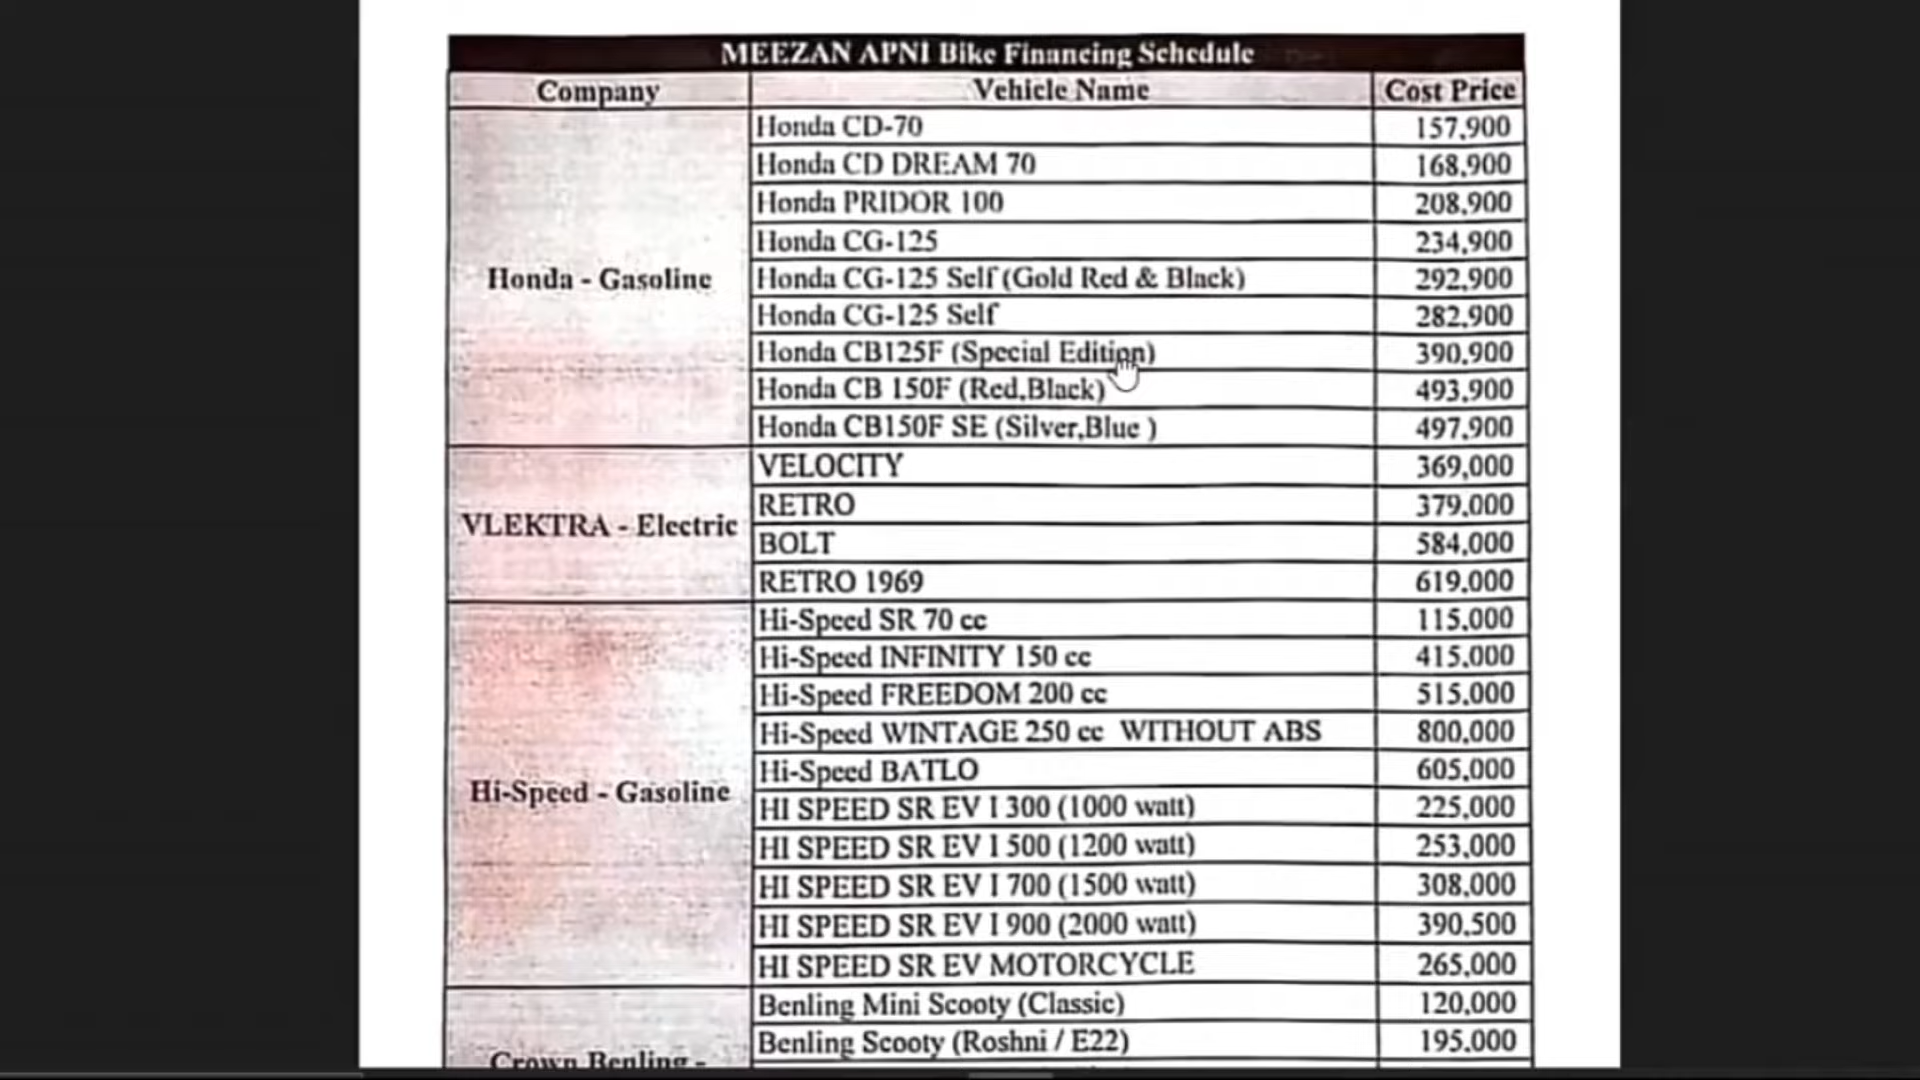 MEEZAN APNI Bike Financing Schedule
Company Vehicle Name Cost Price
Honda - Gasoline
Honda CD-70 157,900
Honda CD DREAM 70 168,900
Honda PRIDOR 100 208,900
Honda CG-125 234,900
Honda CG-125 Self (Gold Red & Black) 292,900
Honda CG-125 Self 282,900
Honda CB125F (Special Edition) 390,900
Honda CB 150F (Red,Black) 493,900
Honda CB150F SE (Silver,Blue ) 497,900
VLEKTRA - Electric
VELOCITY 369,000
RETRO 379,000
BOLT 584,000
RETRO 1969 619,000
Hi-Speed - Gasoline
Hi-Speed SR 70 cc 115,000
Hi-Speed INFINITY 150 cc 415,000
Hi-Speed FREEDOM 200 cc 515,000
Hi-Speed WINTAGE 250 cc WITHOUT ABS 800,000
Hi-Speed BATLO 605,000
HI SPEED SR EV I 300 (1000 watt) 225,000
HI SPEED SR EV I 500 (1200 watt) 253,000
HI SPEED SR EV I 700 (1500 watt) 308,000
HI SPEED SR EV I 900 (2000 watt) 390,500
HI SPEED SR EV MOTORCYCLE 265,000
Crown Benling -
Benling Mini Scooty (Classic) 120,000
Benling Scooty (Roshni / E22) 195,000